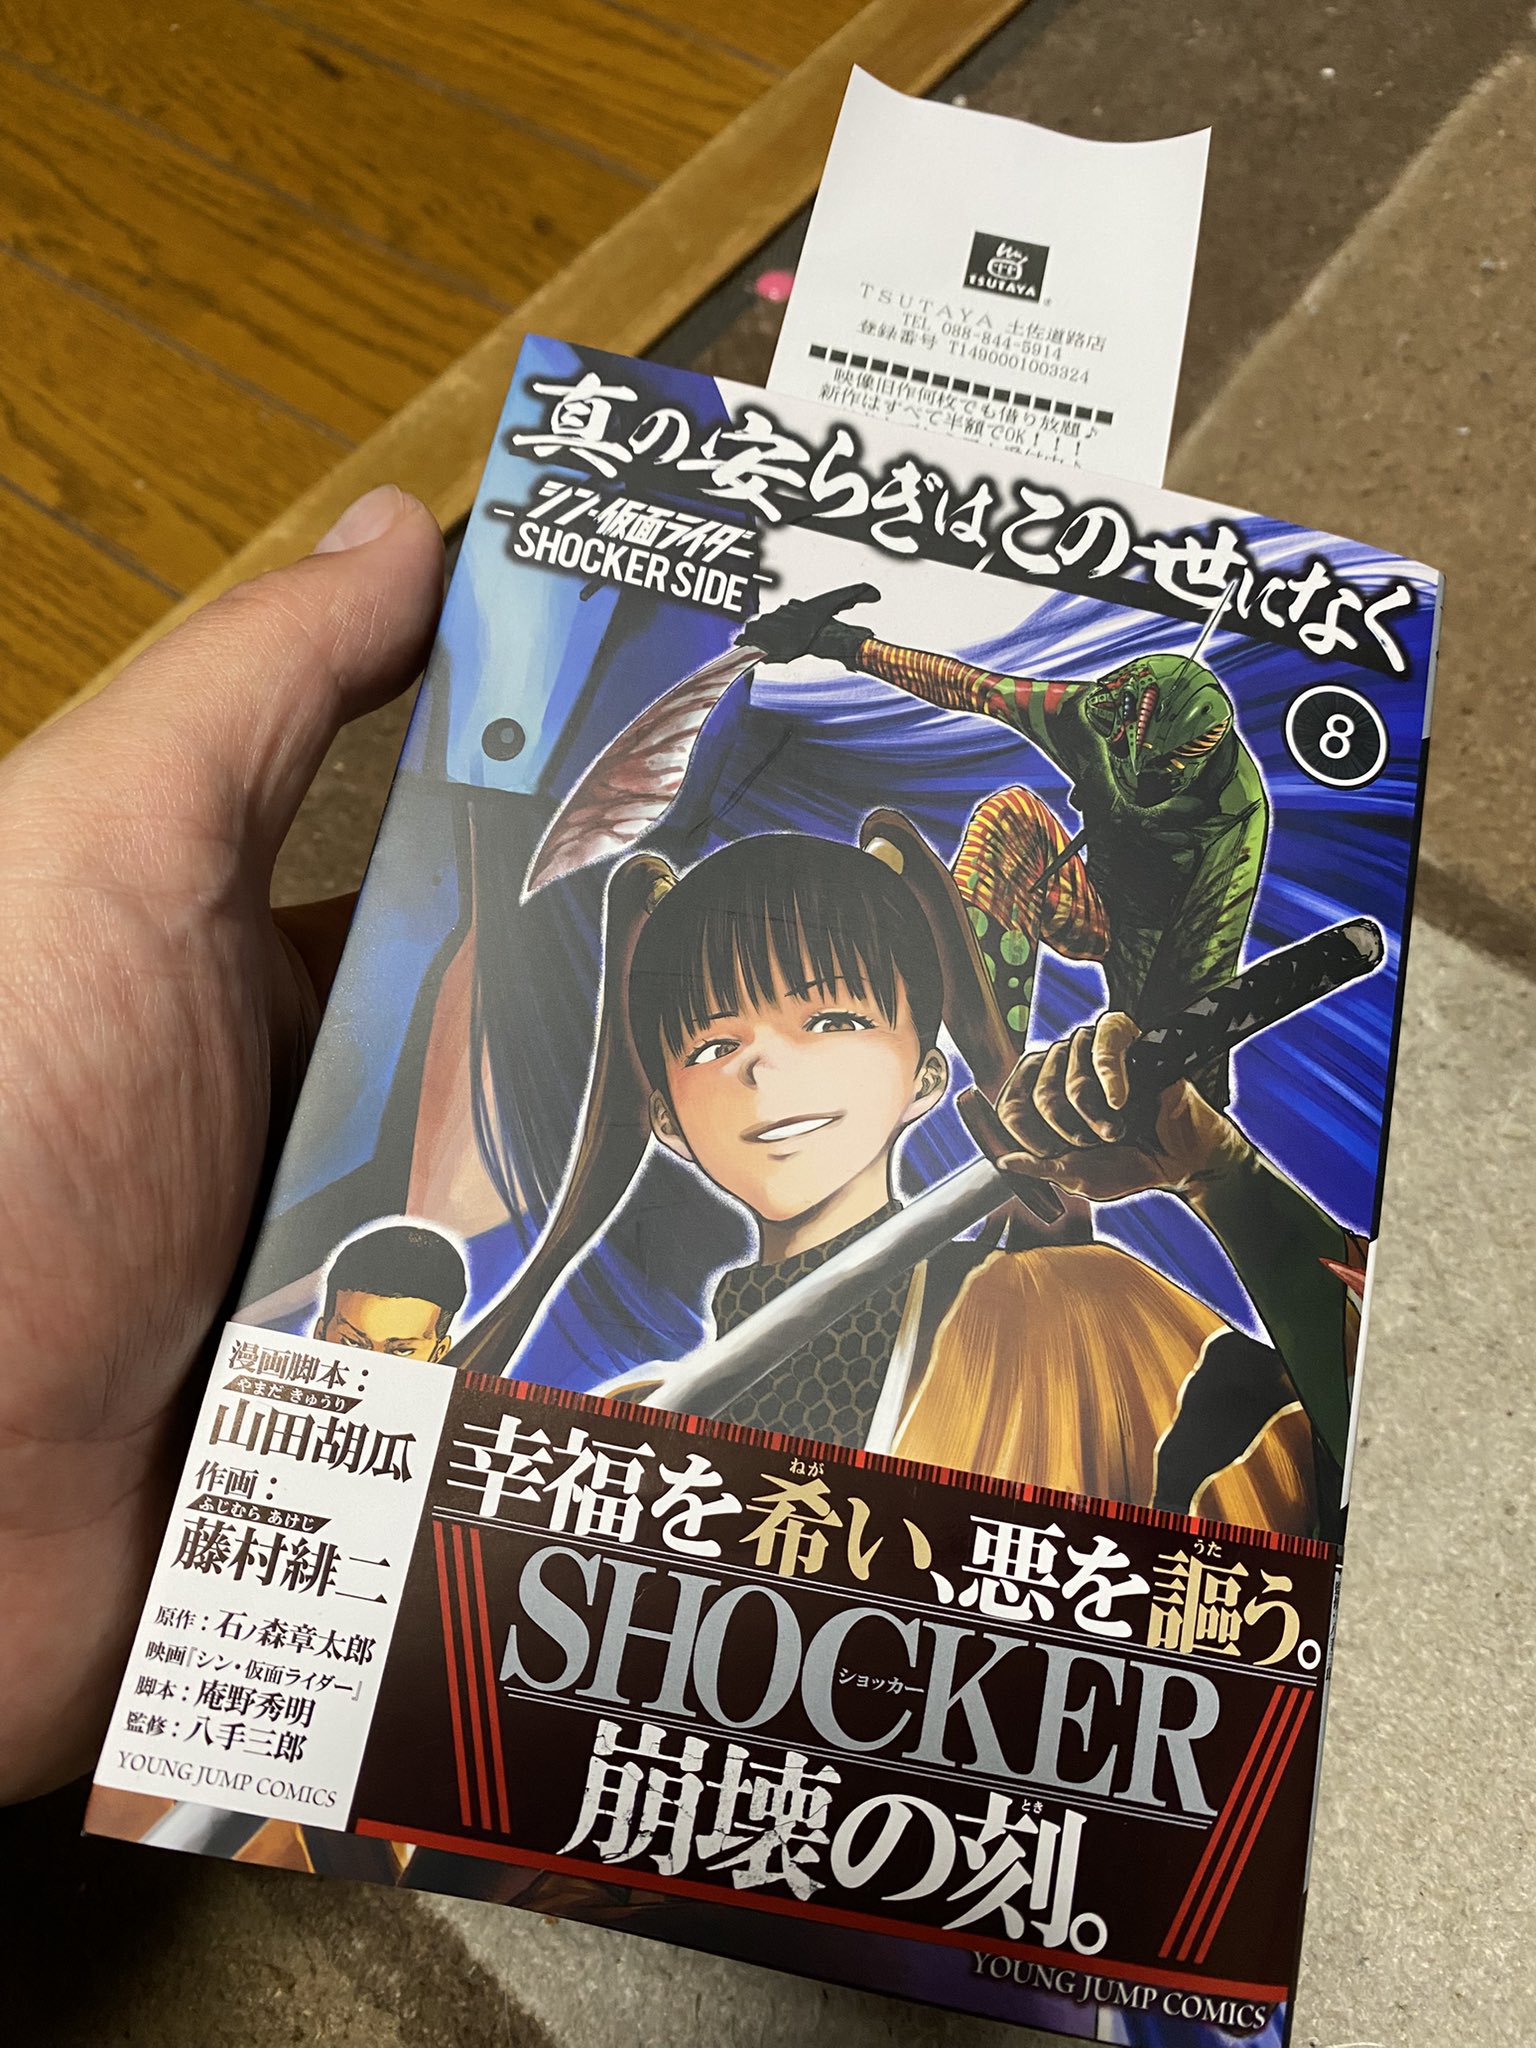 TSUTAYA
TSUTAYA 土佐道路店
TEL 088-844-5914
登録番号 T1490001003324
映像旧作何枚でも借り放題♪
新作はすべて半額でOK!!!
真の安らぎはこの世になく
シン・仮面ライダー
SHOCKER SIDE
8
漫画脚本:
やまだ きゅうり
山田胡瓜
作画:
ふじむら あけじ
藤村緋二
原作:石ノ森章太郎
映画『シン・仮面ライダー』
脚本:庵野秀明
監修:八手三郎
YOUNG JUMP COMICS
ねが
うた
幸福を希い、悪を謳う。
SHOCKER
ショッカー
とき
崩壊の刻。
YOUNG JUMP COMICS